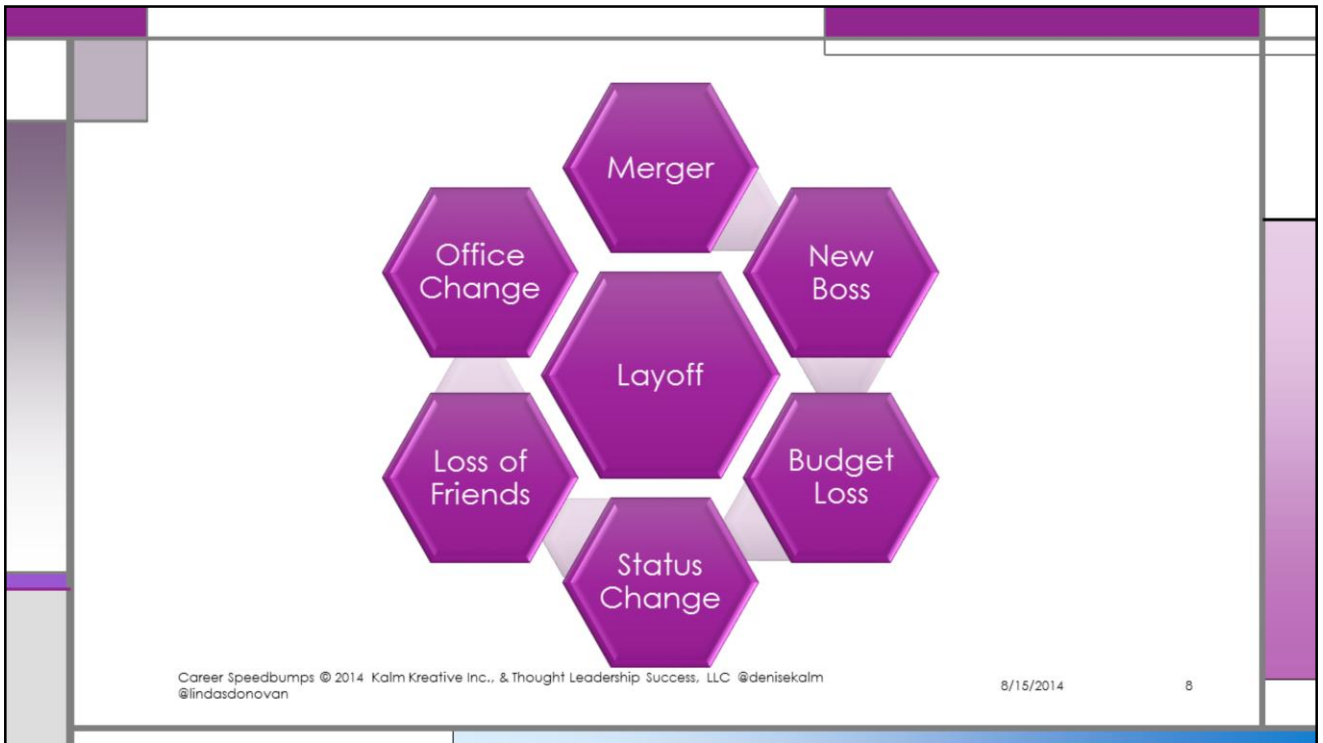 Merger
Office
Change
New
Boss
Layoff
Loss of
Friends
Budget
Loss
Status
Change
Career Speedbumps © 2014 Kalm Kreative Inc., & Thought Leadership Success, LLC @denisekalm
@lindasdonovan
8/15/2014
8